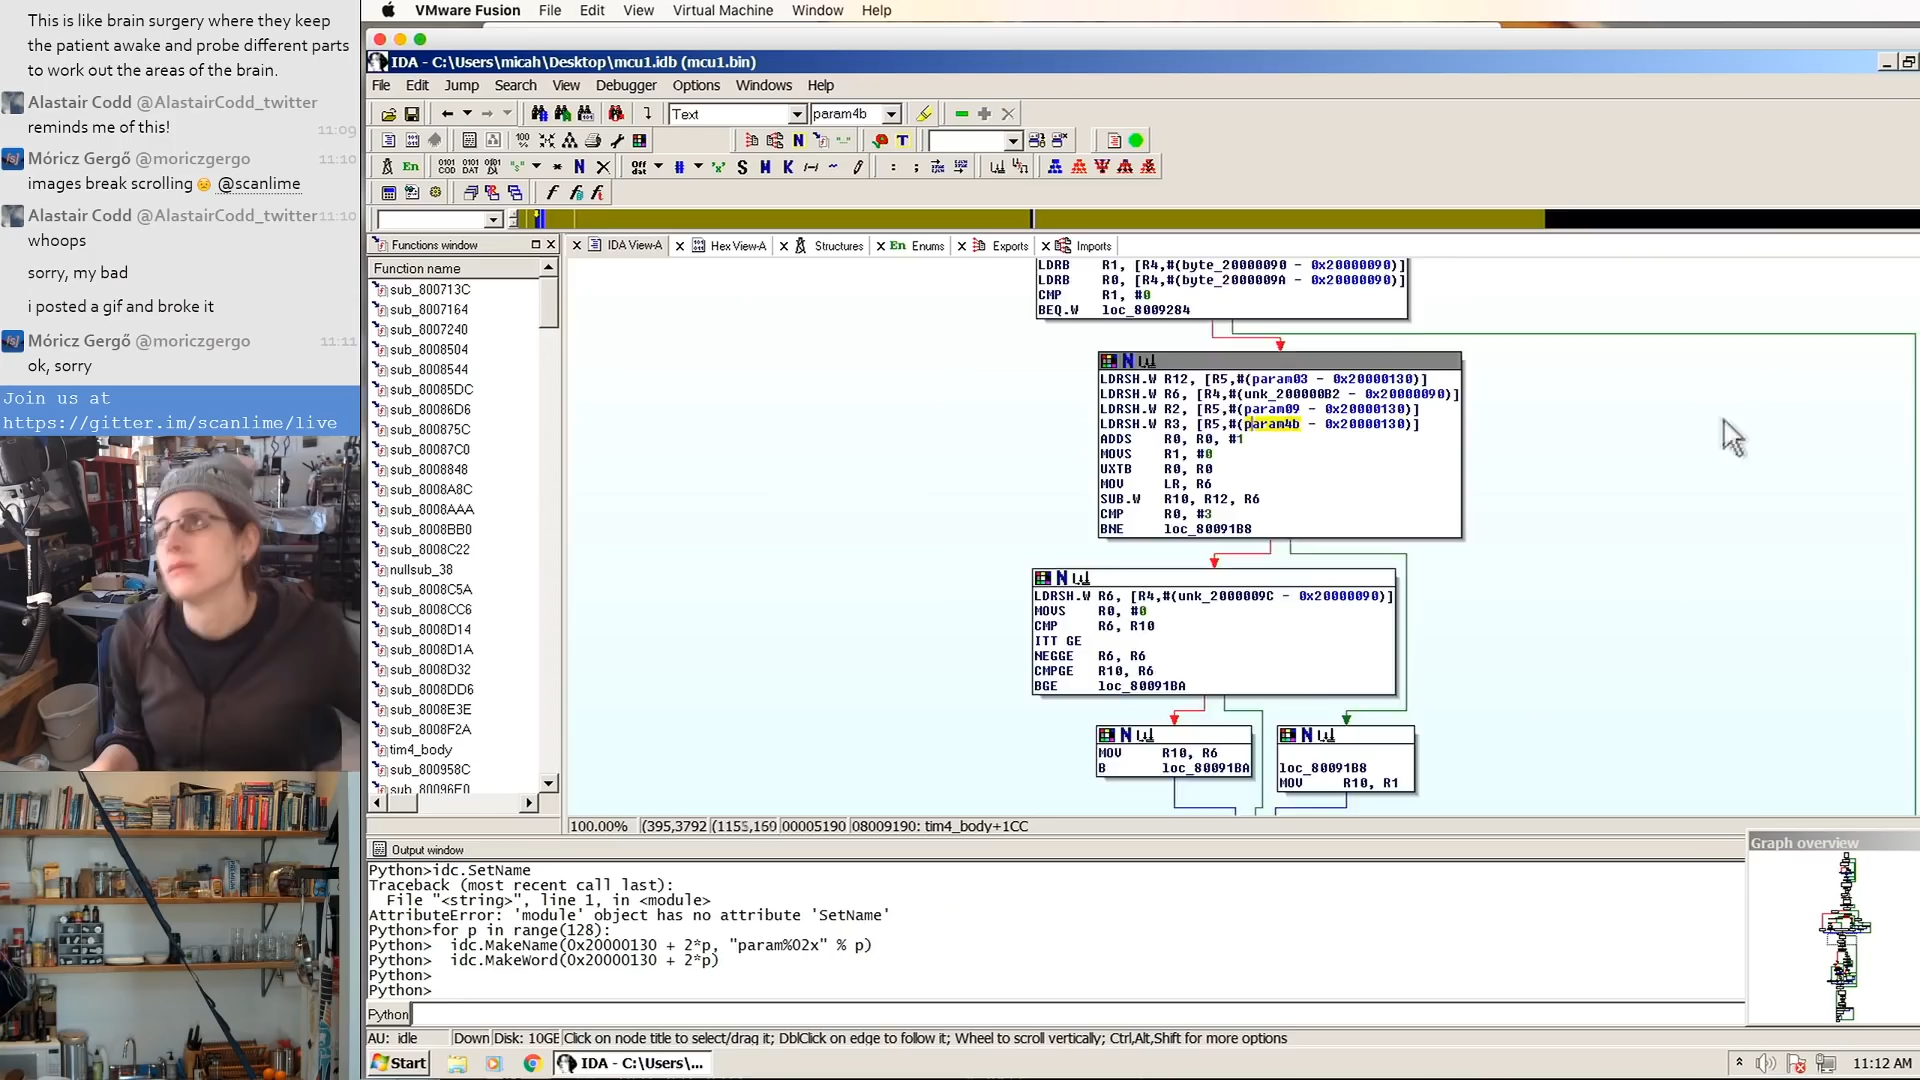 This is like brain surgery where they keep
the patient awake and probe different parts
to work out the areas of the brain.
Alastair Codd @AlastairCodd_twitter
reminds me of this! 11:09
Móricz Gergő @moriczgergo 11:10
images break scrolling @scanlime
Alastair Codd @AlastairCodd_twitter 11:10
whoops
sorry, my bad
i posted a gif and broke it
Móricz Gergő @moriczgergo 11:11
ok, sorry
Join us at
https://gitter.im/scanlime/live
VMware Fusion File Edit View Virtual Machine Window Help
IDA - C:\Users\micah\Desktop\mcu1.idb (mcu1.bin)
File Edit Jump Search View Debugger Options Windows Help
Text param4b
Functions window
IDA View-A Hex View-A Structures En Enums Exports Imports
Function name
sub_800713C
sub_8007164
sub_8007240
sub_8008504
sub_8008544
sub_80085DC
sub_80086D6
sub_800875C
sub_80087C0
sub_8008848
sub_8008A8C
sub_8008AAA
sub_8008BB0
sub_8008C22
nullsub_38
sub_8008C5A
sub_8008CC6
sub_8008D14
sub_8008D1A
sub_8008D32
sub_8008DD6
sub_8008E3E
sub_8008F2A
tim4_body
sub_800958C
sub_80096E0
LDRB R1, [R4,#(byte_20000090 - 0x20000090)]
LDRB R0, [R4,#(byte_2000009A - 0x20000090)]
CMP R1, #0
BEQ.W loc_8009284
LDRSH.W R12, [R5,#(param03 - 0x20000130)]
LDRSH.W R6, [R4,#(unk_200000B2 - 0x20000090)]
LDRSH.W R2, [R5,#(param09 - 0x20000130)]
LDRSH.W R3, [R5,#(param4b - 0x20000130)]
ADDS R0, R0, #1
MOVS R1, #0
UXTB R0, R0
MOV LR, R6
SUB.W R10, R12, R6
CMP R0, #3
BNE loc_80091B8
LDRSH.W R6, [R4,#(unk_2000009C - 0x20000090)]
MOVS R0, #0
CMP R6, R10
ITT GE
NEGGE R6, R6
CMPGE R10, R6
BGE loc_80091BA
MOV R10, R6
B loc_80091BA
loc_80091B8
MOV R10, R1
100.00% (395,3792 (1155,160 00005190 08009190: tim4_body+1CC
Graph overview
Output window
Python>idc.SetName
Traceback (most recent call last):
File "<string>", line 1, in <module>
AttributeError: 'module' object has no attribute 'SetName'
Python>for p in range(128):
Python> idc.MakeName(0x20000130 + 2*p, "param%02x" % p)
Python> idc.MakeWord(0x20000130 + 2*p)
Python>
Python>
Python
AU: idle Down Disk: 10GE Click on node title to select/drag it; DblClick on edge to follow it; Wheel to scroll vertically; Ctrl,Alt,Shift for more options
Start IDA - C:\Users\... 11:12 AM